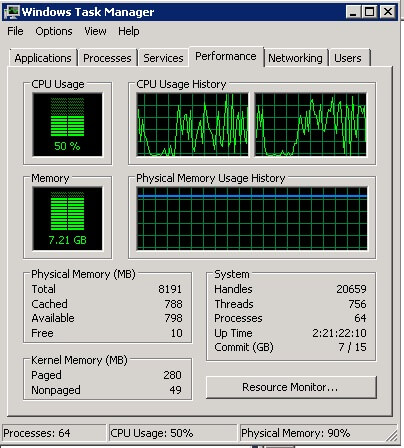 Windows Task Manager
File Options View Help
Applications Processes Services Performance Networking Users
CPU Usage
CPU Usage History
50 %
Memory
Physical Memory Usage History
7.21 GB
Physical Memory (MB)
Total 8191
Cached 788
Available 798
Free 10
System
Handles 20659
Threads 756
Processes 64
Up Time 2:21:22:10
Commit (GB) 7 / 15
Kernel Memory (MB)
Paged 280
Nonpaged 49
Resource Monitor...
Processes: 64 CPU Usage: 50% Physical Memory: 90%